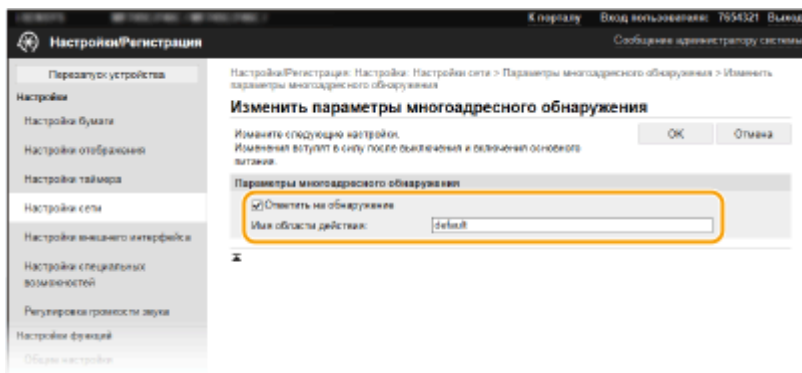 К порталу Вход пользователя: 7654321 Выход
Настройки/Регистрация
Сообщение администратору системы
Перезапуск устройства
Настройки
Настройки бумаги
Настройки отображения
Настройки таймера
Настройки сети
Настройки внешнего интерфейса
Настройки специальных
возможностей
Регулировка громкости звука
Настройки функций
Общие настройки
Настройки/Регистрация: Настройки: Настройки сети > Параметры многоадресного обнаружения > Изменить
параметры многоадресного обнаружения
Изменить параметры многоадресного обнаружения
Измените следующие настройки.
Изменения вступят в силу после выключения и включения основного
питания.
OK Отмена
Параметры многоадресного обнаружения
Ответить на обнаружение
Имя области действия: default